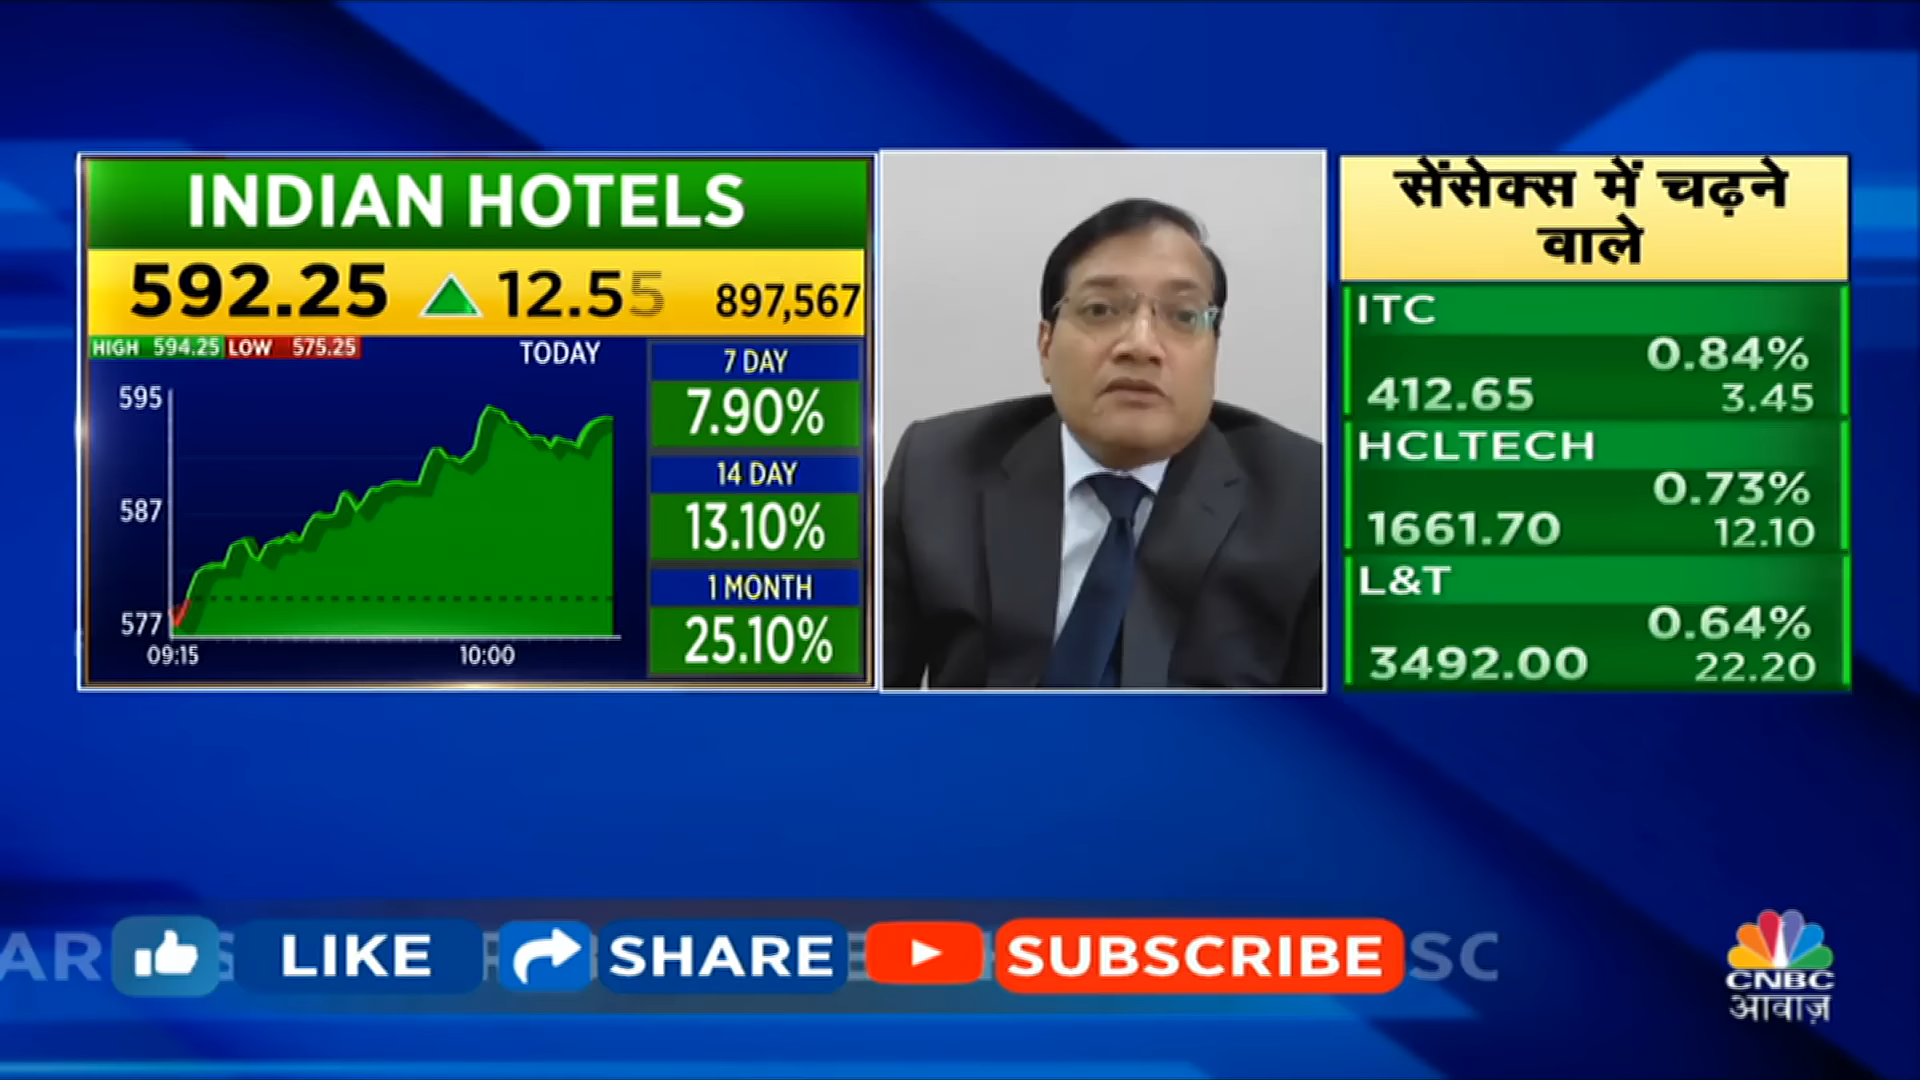 INDIAN HOTELS
592.25 12.55 897,567
HIGH 594.25 LOW 575.25
TODAY
595
587
577
09:15 10:00
7 DAY
7.90%
14 DAY
13.10%
1 MONTH
25.10%
सेंसेक्स में चढ़ने
वाले
ITC
0.84%
412.65 3.45
HCLTECH
0.73%
1661.70 12.10
L&T
0.64%
3492.00 22.20
LIKE SHARE SUBSCRIBE
CNBC
आवाज़